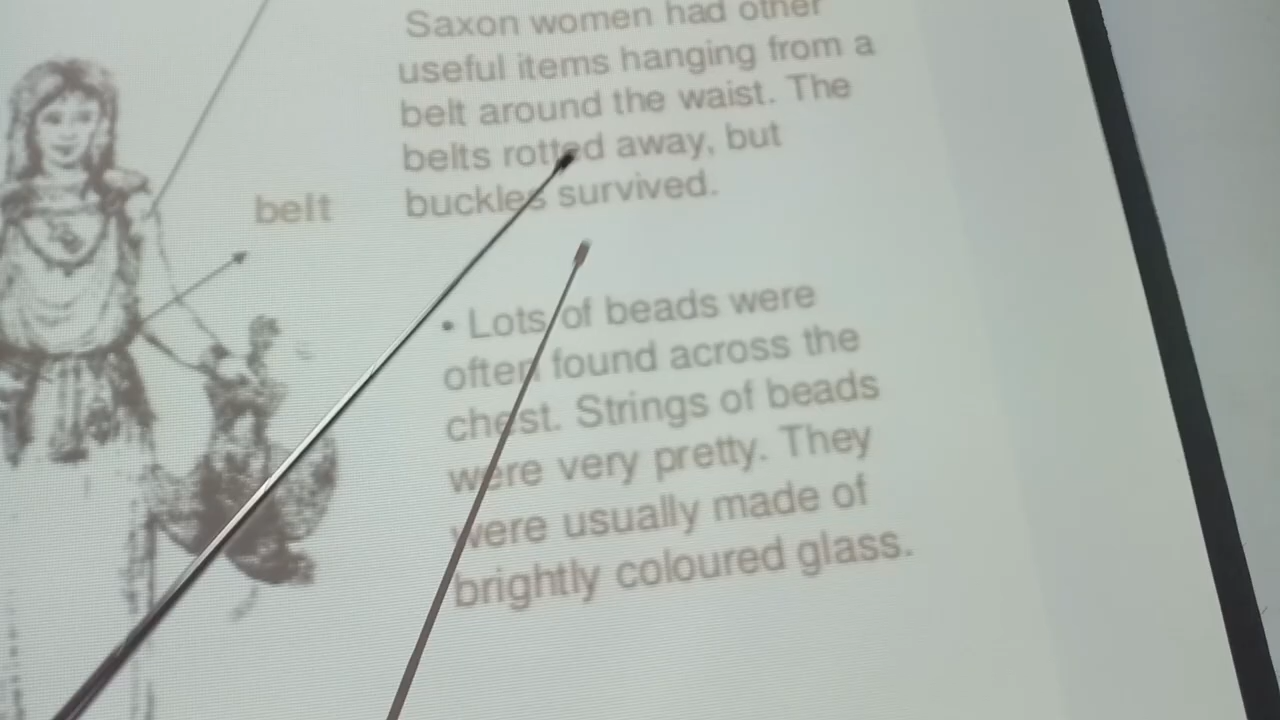 Saxon women had other
useful items hanging from a
belt around the waist. The
belts rotted away, but
buckles survived.
belt
• Lots of beads were
often found across the
chest. Strings of beads
were very pretty. They
were usually made of
brightly coloured glass.